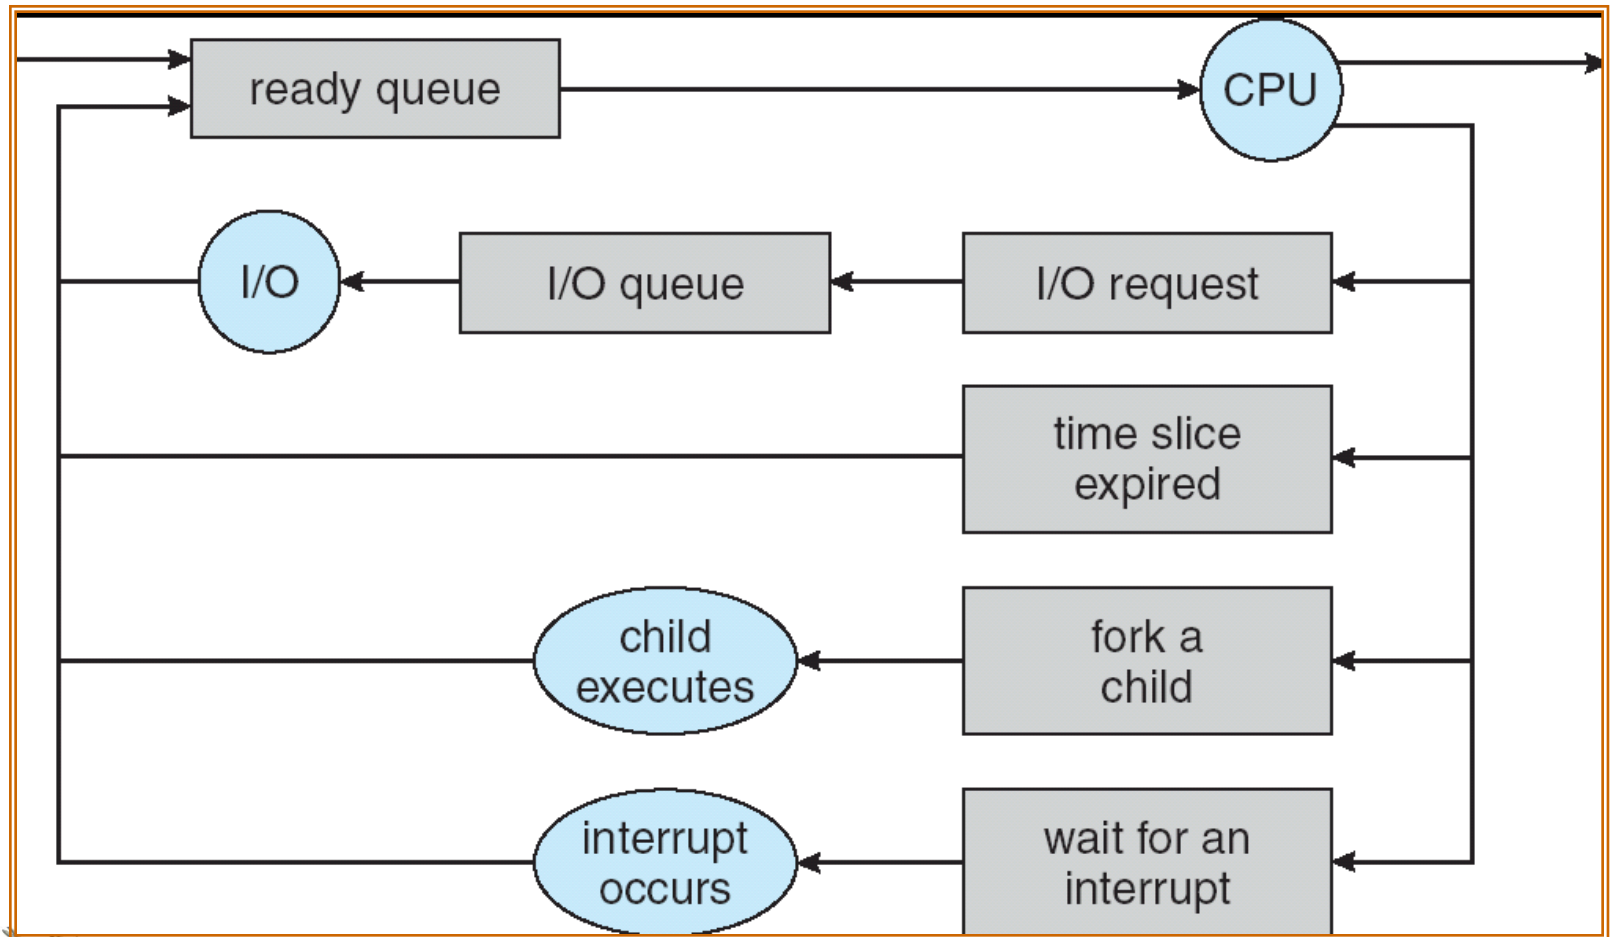 ready queue
CPU
I/O
I/O queue
I/O request
time slice
expired
child
executes
fork a
child
interrupt
occurs
wait for an
interrupt